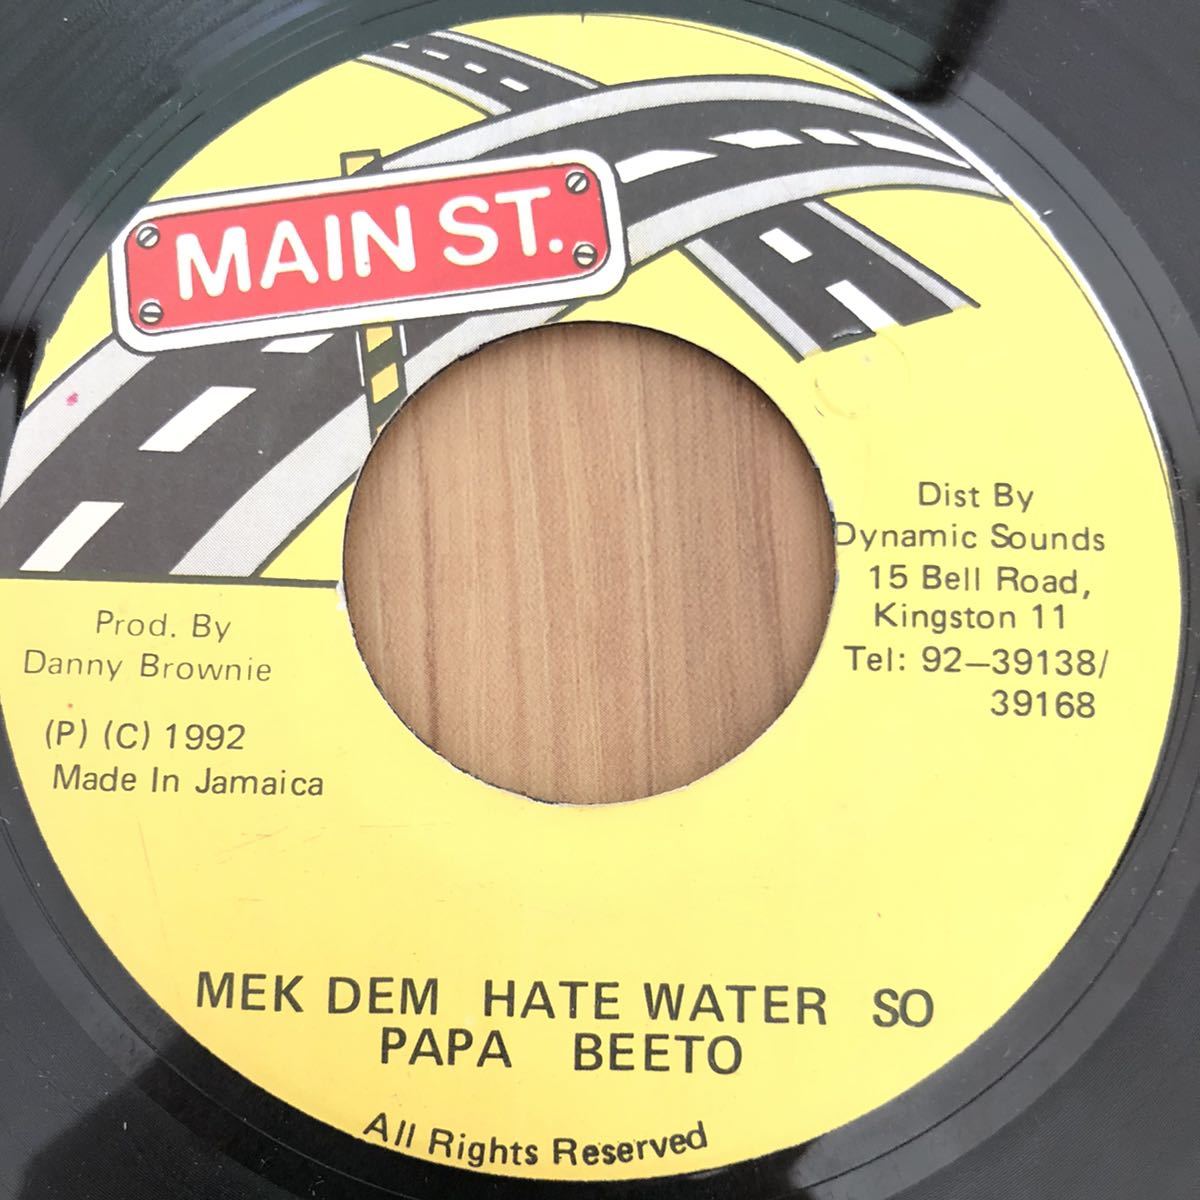 MAIN ST.
Dist By
Dynamic Sounds
15 Bell Road,
Kingston 11
Tel: 92—39138/
39168
Prod. By
Danny Brownie
(P) (C) 1992
Made In Jamaica
MEK DEM HATE WATER SO
PAPA BEETO
All Rights Reserved